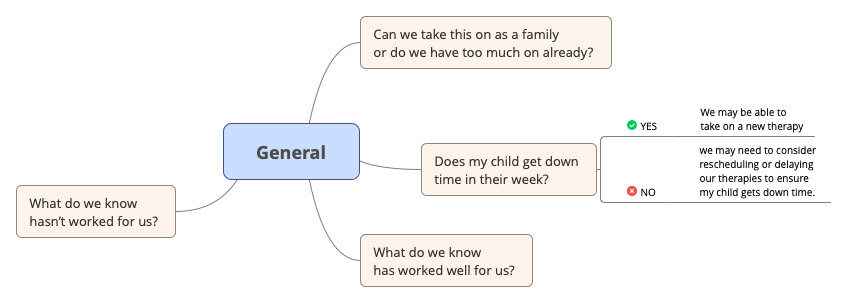 Can we take this on as a family
or do we have too much on already?
General
Does my child get down
time in their week?
YES
We may be able to
take on a new therapy
NO
we may need to consider
rescheduling or delaying
our therapies to ensure
my child gets down time.
What do we know
hasn’t worked for us?
What do we know
has worked well for us?